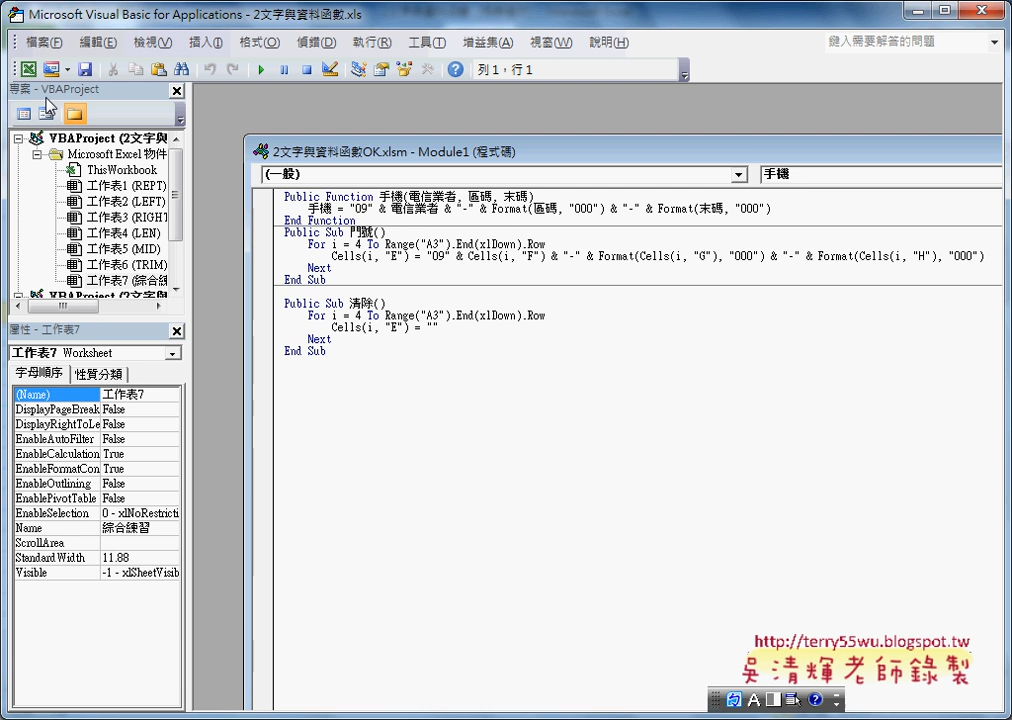 Microsoft Visual Basic for Applications - 2文字與資料函數.xls
檔案(F) 編輯(E) 檢視(V) 插入(I) 格式(O) 偵錯(D) 執行(R) 工具(T) 增益集(A) 視窗(W) 說明(H) 鍵入需要解答的問題
列 1，行 1
專案 - VBAProject
VBAProject (2文字與
Microsoft Excel 物件
ThisWorkbook
工作表1 (REPT)
工作表2 (LEFT)
工作表3 (RIGHT
工作表4 (LEN)
工作表5 (MID)
工作表6 (TRIM)
工作表7 (綜合練
VBAProject (2文字與
屬性 - 工作表7
工作表7 Worksheet
字母順序 性質分類
(Name) 工作表7
DisplayPageBreak False
DisplayRightToLe False
EnableAutoFilter False
EnableCalculation True
EnableFormatCon True
EnableOutlining False
EnablePivotTable False
EnableSelection 0 - xlNoRestricti
Name 綜合練習
ScrollArea
StandardWidth 11.88
Visible -1 - xlSheetVisib
2文字與資料函數OK.xlsm - Module1 (程式碼)
(一般) 手機
Public Function 手機(電信業者, 區碼, 末碼)
手機 = "09" & 電信業者 & "-" & Format(區碼, "000") & "-" & Format(末碼, "000")
End Function
Public Sub 門號()
For i = 4 To Range("A3").End(xlDown).Row
Cells(i, "E") = "09" & Cells(i, "F") & "-" & Format(Cells(i, "G"), "000") & "-" & Format(Cells(i, "H"), "000")
Next
End Sub
Public Sub 清除()
For i = 4 To Range("A3").End(xlDown).Row
Cells(i, "E") = ""
Next
End Sub
http://terry55wu.blogspot.tw
吳清輝老師錄製